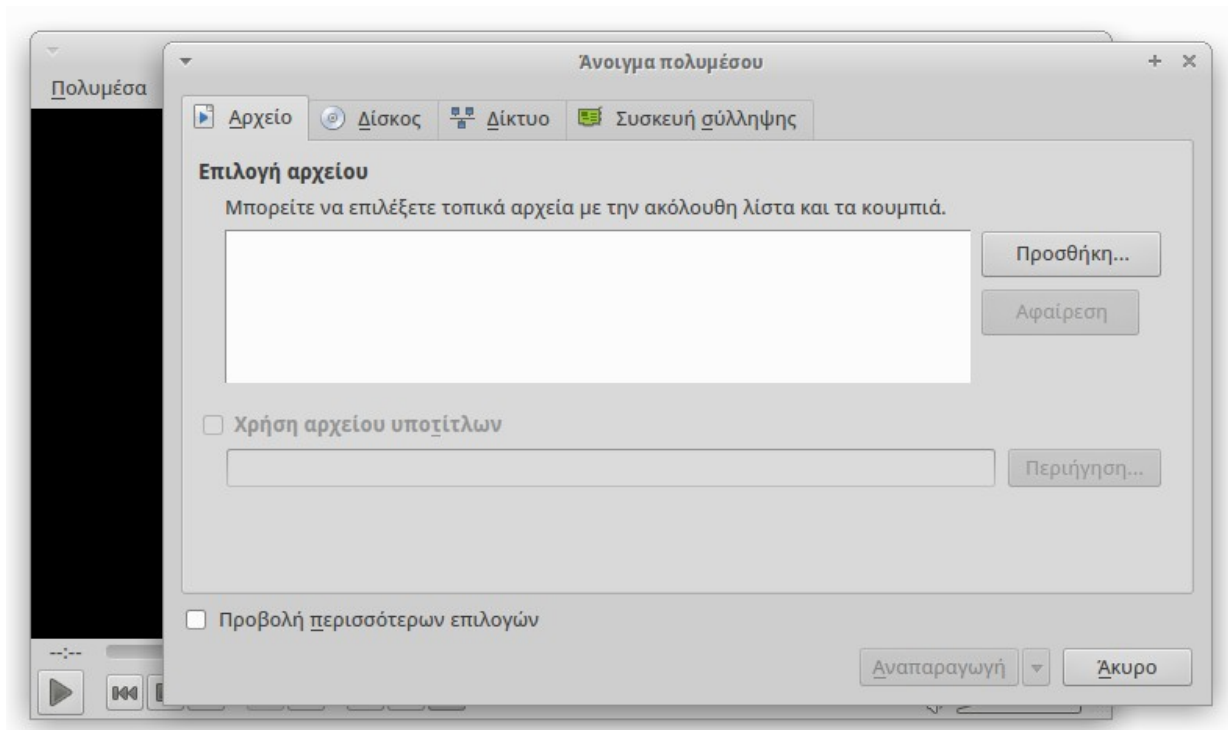 Άνοιγμα πολυμέσου
Πολυμέσα
Αρχείο Δίσκος Δίκτυο Συσκευή σύλληψης
Επιλογή αρχείου
Μπορείτε να επιλέξετε τοπικά αρχεία με την ακόλουθη λίστα και τα κουμπιά.
Προσθήκη...
Αφαίρεση
Χρήση αρχείου υποτίτλων
Περιήγηση...
Προβολή περισσότερων επιλογών
--:--
Αναπαραγωγή Άκυρο